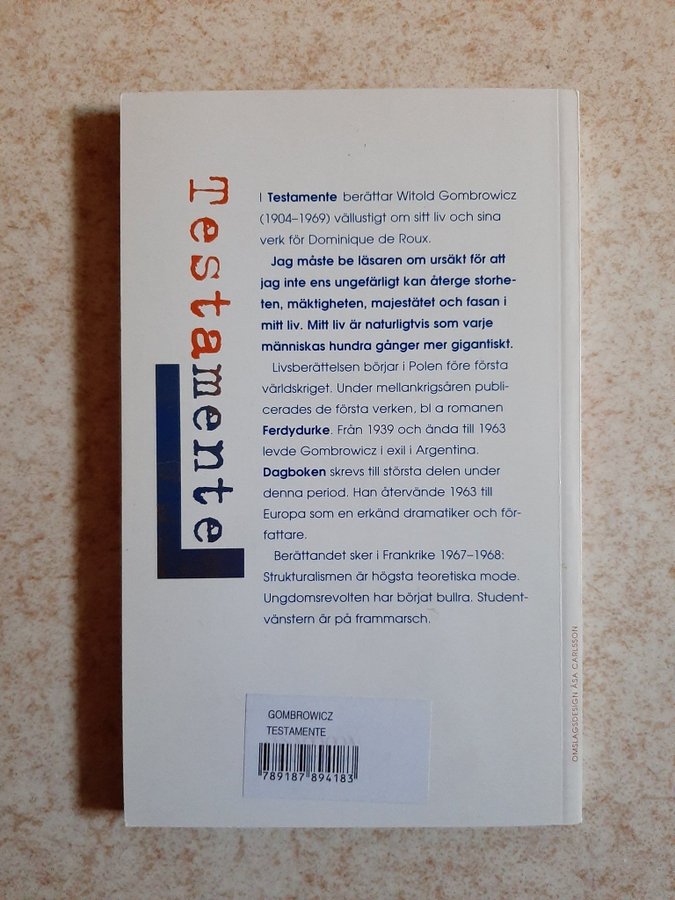 Testamente
I Testamente berättar Witold Gombrowicz
(1904–1969) vällustigt om sitt liv och sina
verk för Dominique de Roux.
Jag måste be läsaren om ursäkt för att
jag inte ens ungefärligt kan återge storhe-
ten, mäktigheten, majestätet och fasan i
mitt liv. Mitt liv är naturligtvis som varje
människas hundra gånger mer gigantiskt.
Livsberättelsen börjar i Polen före första
världskriget. Under mellankrigsåren publi-
cerades de första verken, bl a romanen
Ferdydurke. Från 1939 och ända till 1963
levde Gombrowicz i exil i Argentina.
Dagboken skrevs till största delen under
denna period. Han återvände 1963 till
Europa som en erkänd dramatiker och för-
fattare.
Berättandet sker i Frankrike 1967–1968:
Strukturalismen är högsta teoretiska mode.
Ungdomsrevolten har börjat bullra. Student-
vänstern är på frammarsch.
OMSLAGSDESIGN ÅSA CARLSSON
GOMBROWICZ
TESTAMENTE
789187 894183